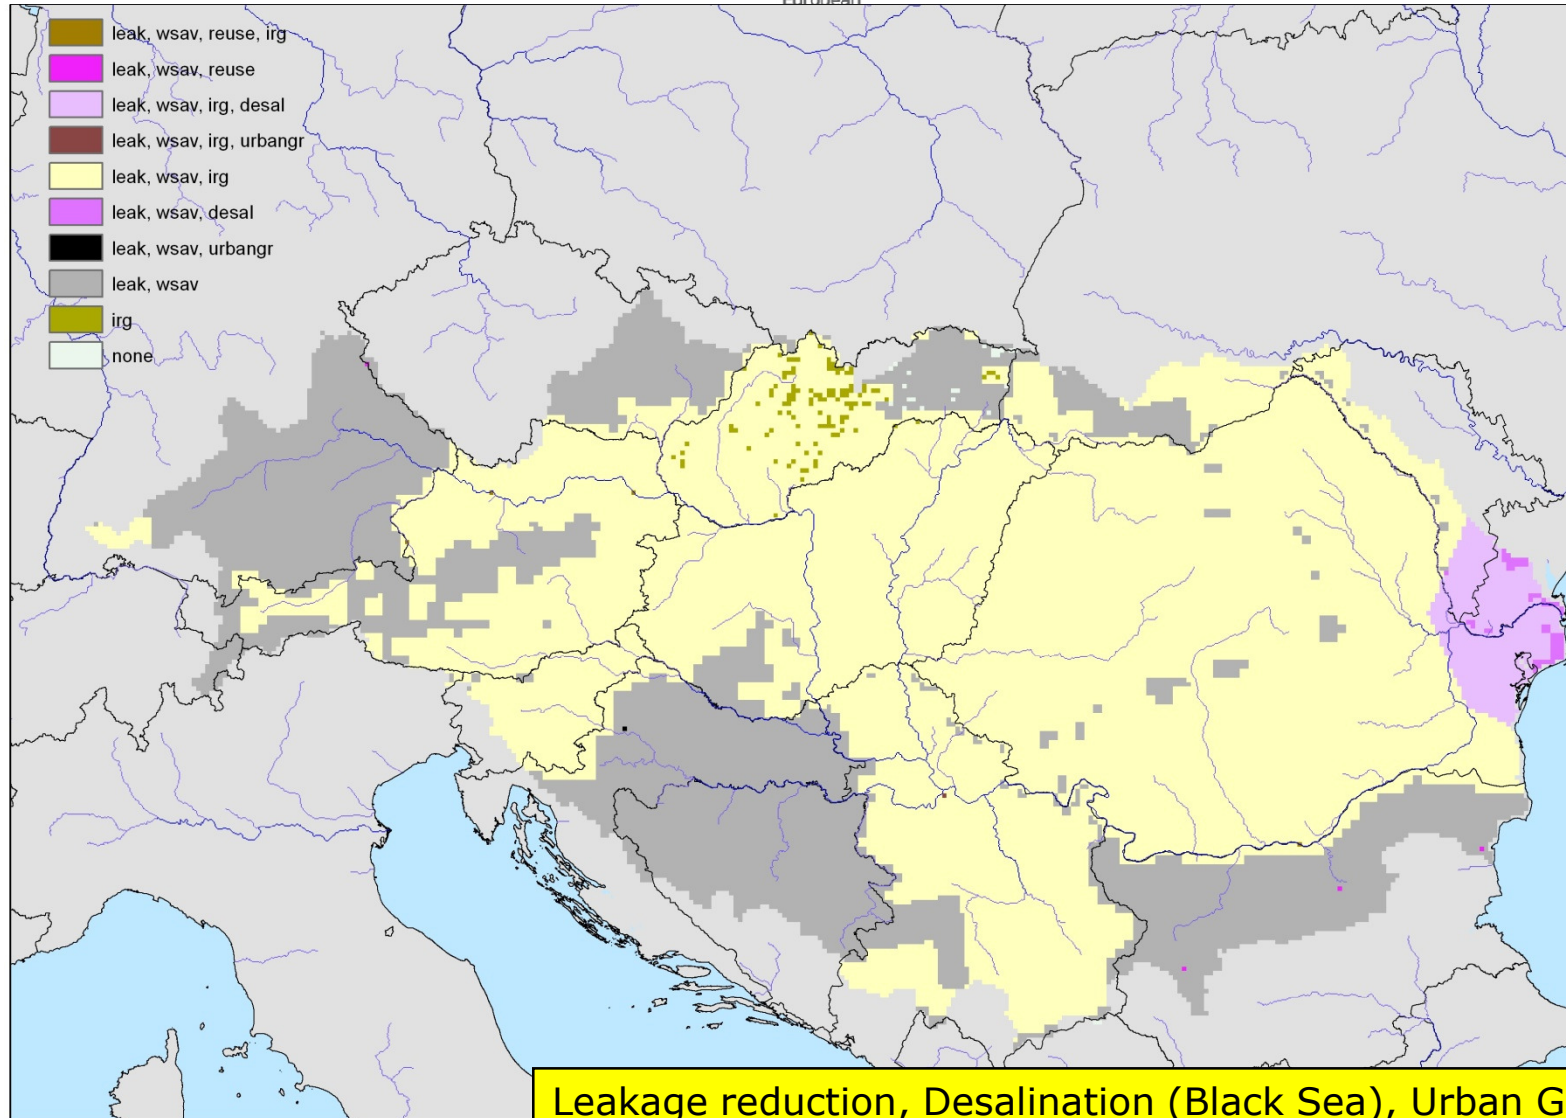 European
leak, wsav, reuse, irg
leak, wsav, reuse
leak, wsav, irg, desal
leak, wsav, irg, urbangr
leak, wsav, irg
leak, wsav, desal
leak, wsav, urbangr
leak, wsav
irg
none
Leakage reduction, Desalination (Black Sea), Urban G